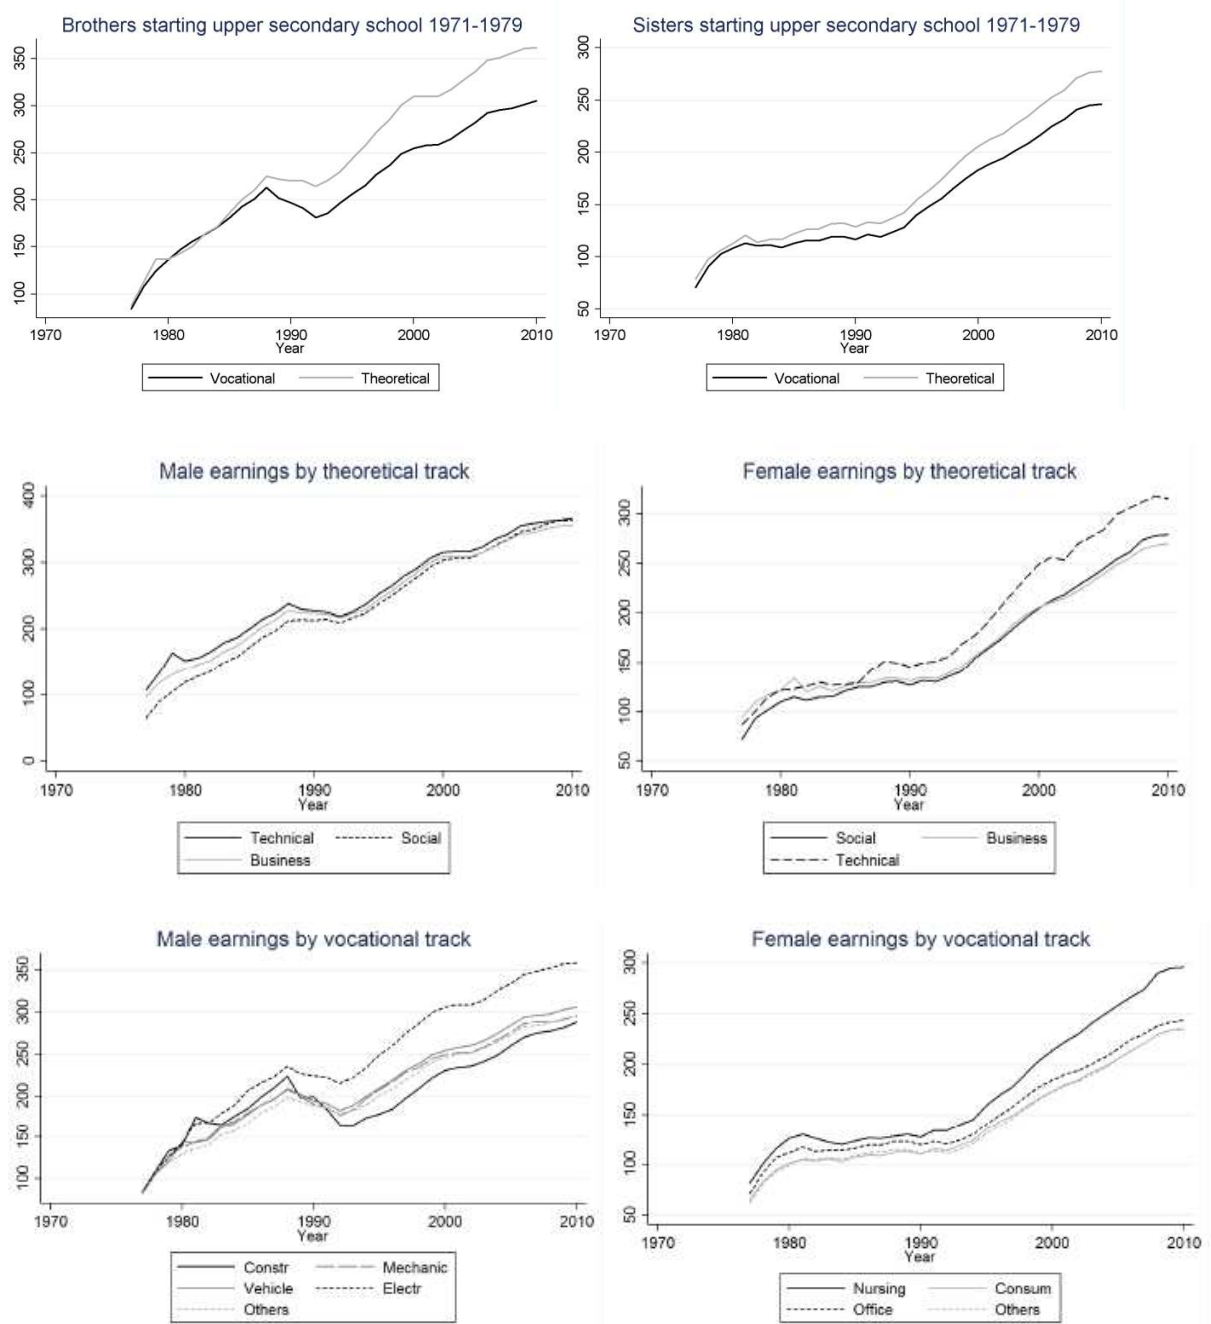 Brothers starting upper secondary school 1971-1979
350
300
250
200
150
100
1970 1980 1990 2000 2010
Year
Vocational Theoretical
Sisters starting upper secondary school 1971-1979
300
250
200
150
100
50
1970 1980 1990 2000 2010
Year
Vocational Theoretical
Male earnings by theoretical track
400
300
200
100
0
1970 1980 1990 2000 2010
Year
Technical Social
Business
Female earnings by theoretical track
300
250
200
150
100
50
1970 1980 1990 2000 2010
Year
Social Business
Technical
Male earnings by vocational track
350
300
250
200
150
100
1970 1980 1990 2000 2010
Year
Constr Mechanic
Vehicle Electr
Others
Female earnings by vocational track
300
250
200
150
100
50
1970 1980 1990 2000 2010
Year
Nursing Consum
Office Others